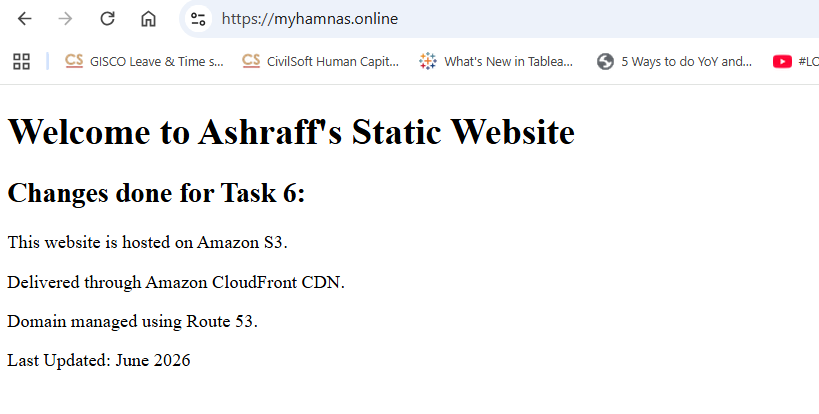 https://myhamnas.online
GISCO Leave & Time s...
CivilSoft Human Capit...
What's New in Tablea...
5 Ways to do YoY and...
Welcome to Ashraff's Static Website
Changes done for Task 6:
This website is hosted on Amazon S3.
Delivered through Amazon CloudFront CDN.
Domain managed using Route 53.
Last Updated: June 2026